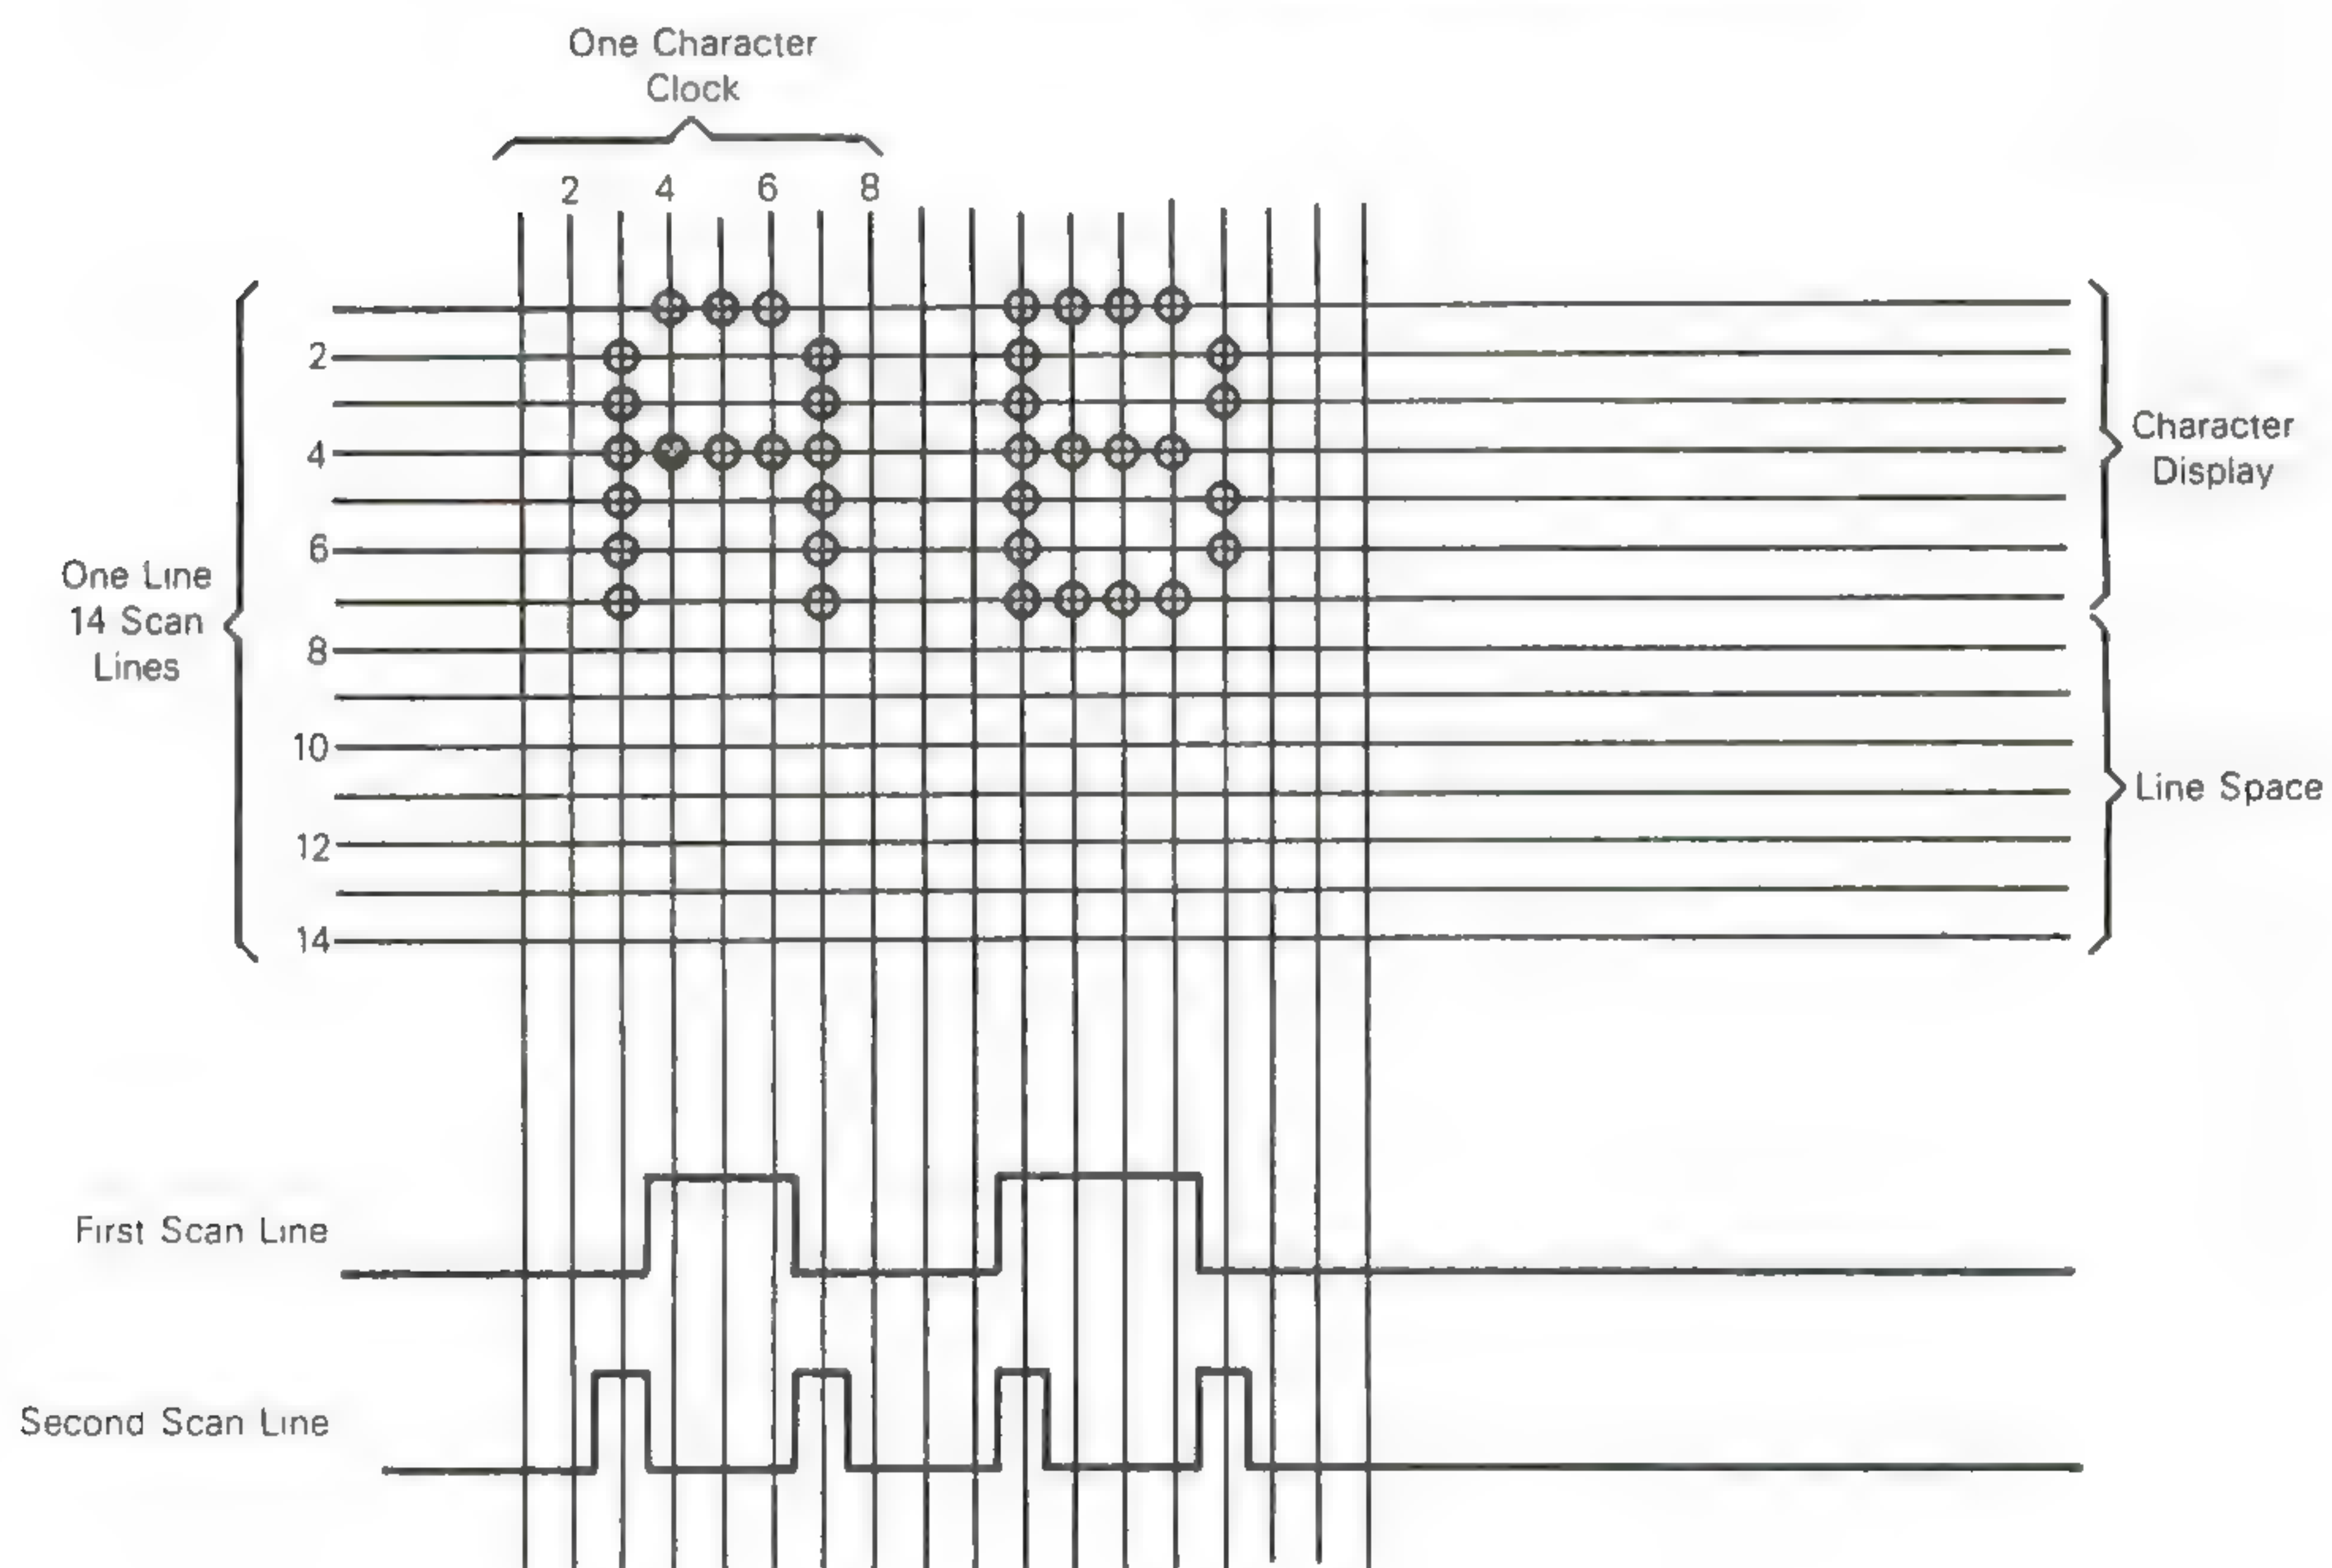 One Character
Clock
2 4 6 8
2
4
6
8
10
12
14
One Line
14 Scan
Lines
Character
Display
Line Space
First Scan Line
Second Scan Line